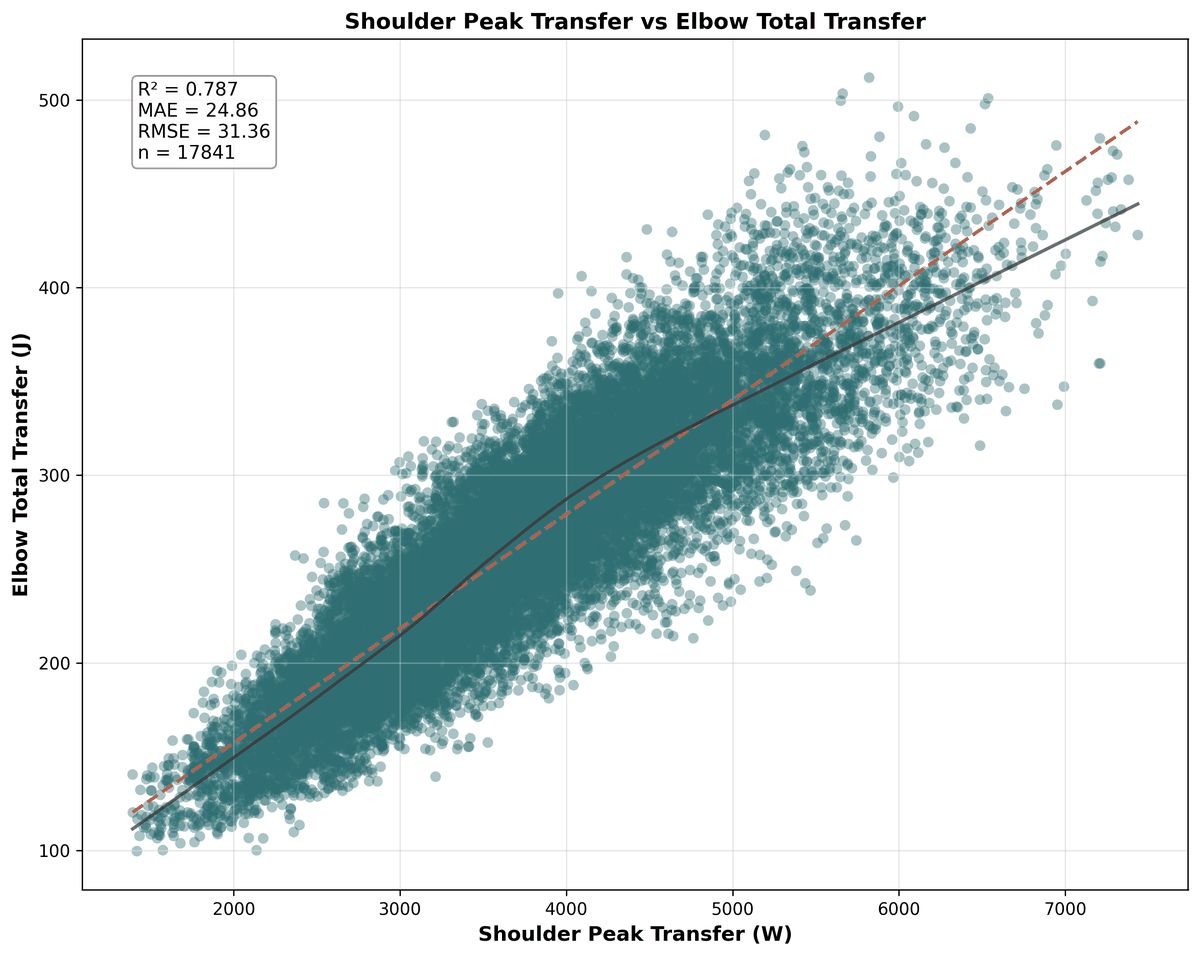 Shoulder Peak Transfer vs Elbow Total Transfer
R² = 0.787
MAE = 24.86
RMSE = 31.36
n = 17841
500
400
300
200
100
Elbow Total Transfer (J)
2000 3000 4000 5000 6000 7000
Shoulder Peak Transfer (W)